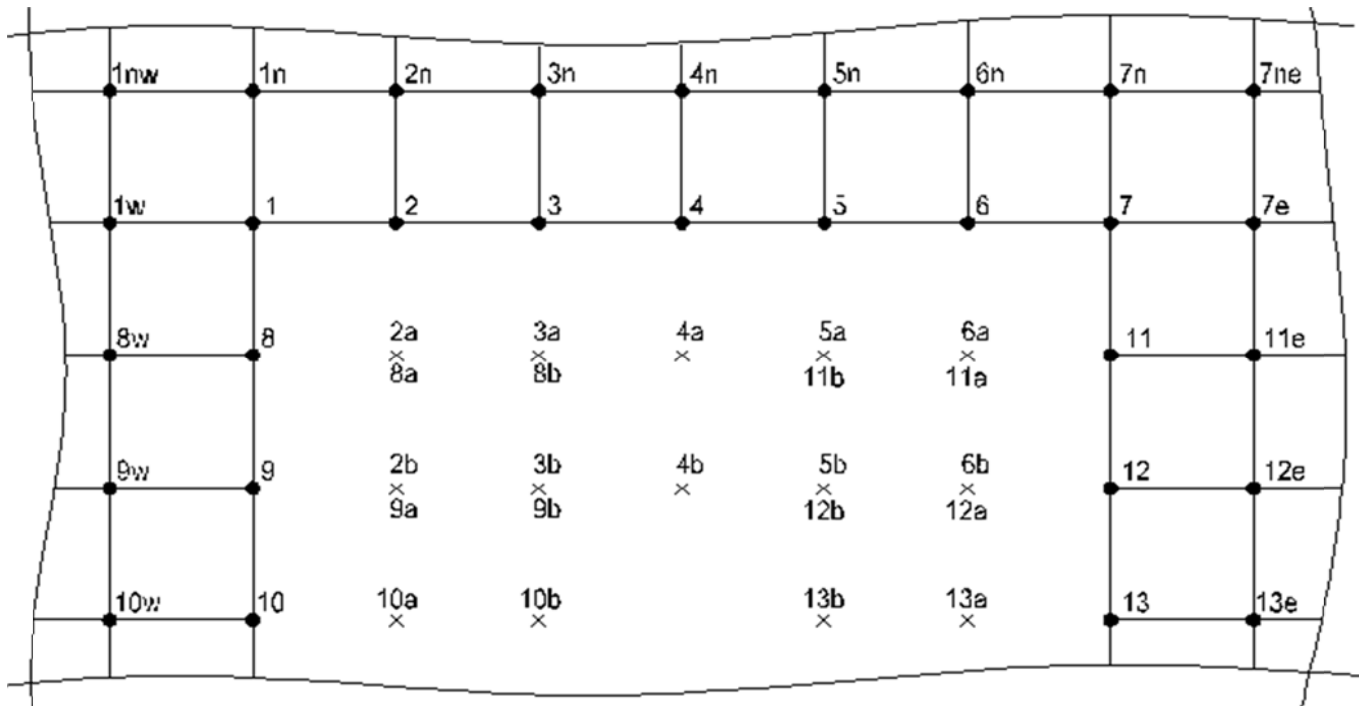 1nw 1n 2n 3n 4n 5n 6n 7n 7ne
1w 1 2 3 4 5 6 7 7e
8w 8 2a 3a 4a 5a 6a 11 11e
8a 8b 11b 11a
9w 9 2b 3b 4b 5b 6b 12 12e
9a 9b 12b 12a
10w 10 10a 10b 13b 13a 13 13e